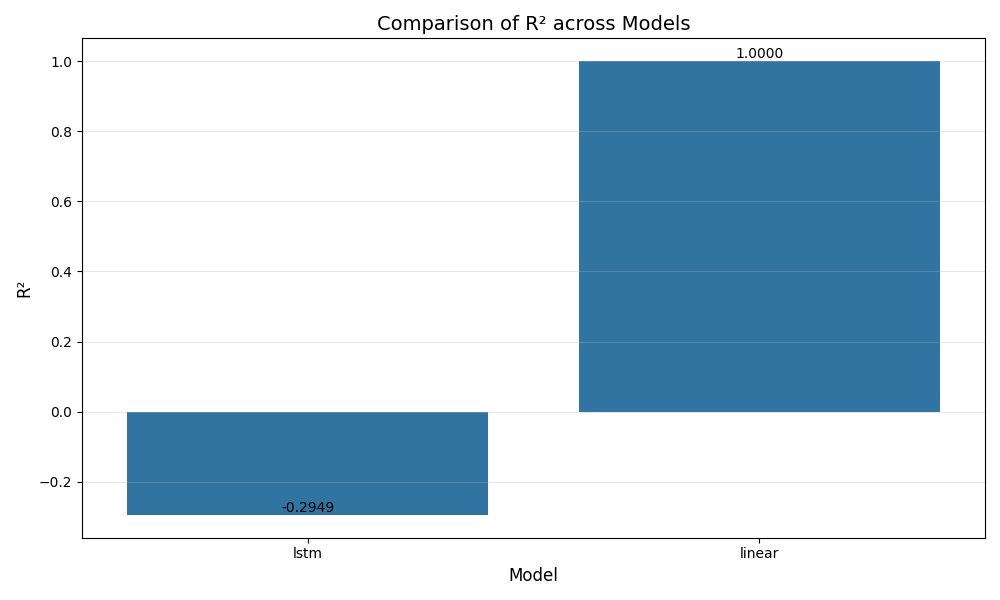 Comparison of R² across Models
1.0000
1.0
0.8
0.6
0.4
R²
0.2
0.0
−0.2
-0.2949
lstm
linear
Model